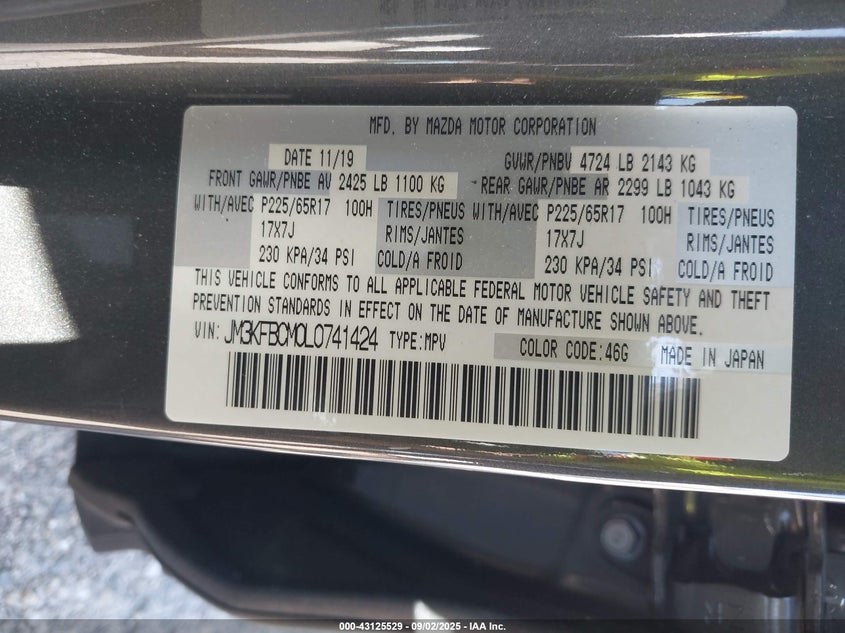 MFD. BY MAZDA MOTOR CORPORATION
DATE 11/19 GVWR/PNBV 4724 LB 2143 KG
FRONT GAWR/PNBE AV 2425 LB 1100 KG REAR GAWR/PNBE AR 2299 LB 1043 KG
WITH/AVEC P225/65R17 100H TIRES/PNEUS WITH/AVEC P225/65R17 100H TIRES/PNEUS
17X7J RIMS/JANTES 17X7J RIMS/JANTES
230 KPA/34 PSI COLD/A FROID 230 KPA/34 PSI COLD/A FROID
THIS VEHICLE CONFORMS TO ALL APPLICABLE FEDERAL MOTOR VEHICLE SAFETY AND THEFT
PREVENTION STANDARDS IN EFFECT ON THE DATE OF MANUFACTURE SHOWN ABOVE.
VIN: JM3KFBCM0L0741424 TYPE:MPV COLOR CODE:46G MADE IN JAPAN
000-43125529 - 09/02/2025 - IAA Inc.